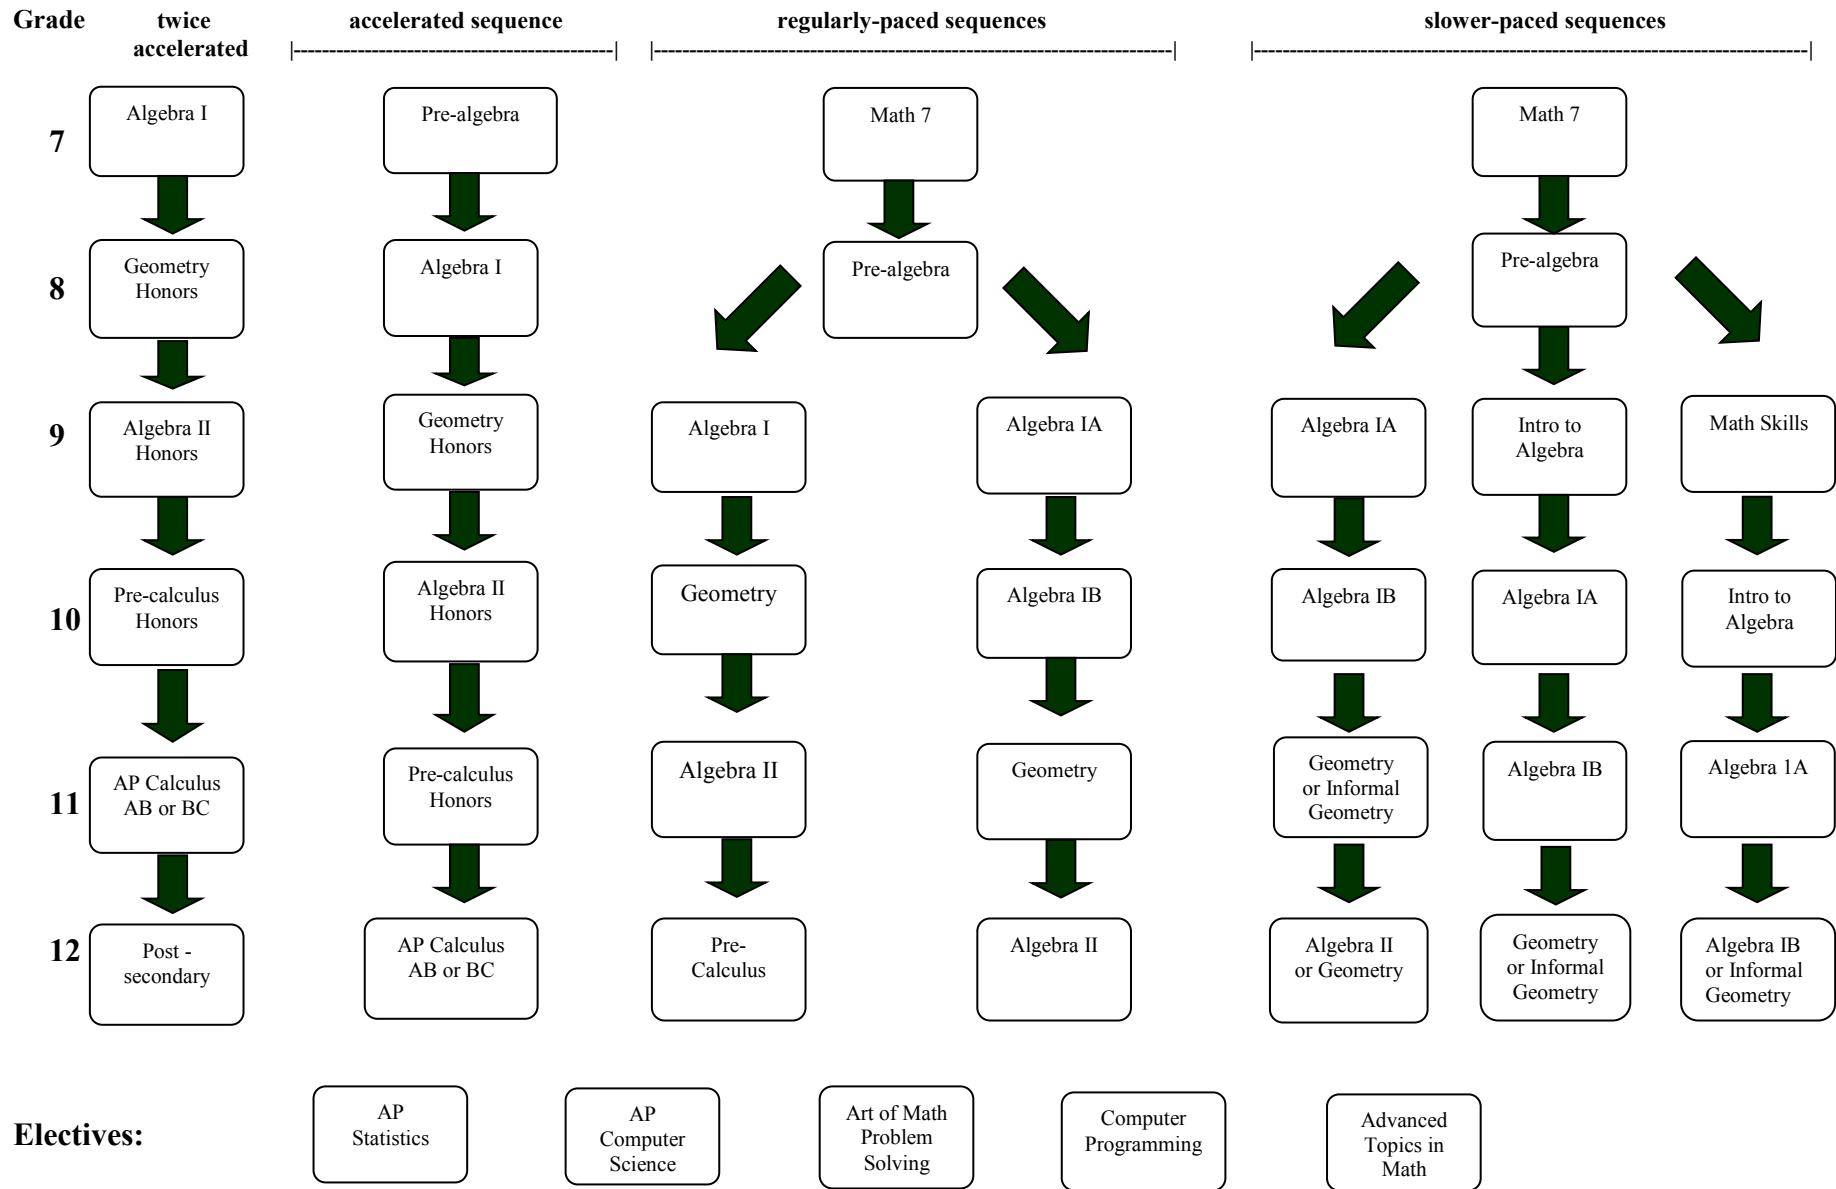 Grade
twice
accelerated
accelerated sequence
regularly-paced sequences
slower-paced sequences
|---------------------------------------------|
|-------------------------------------------------------------------------|
|------------------------------------------------------------------------------|
7
Algebra I
Pre-algebra
Math 7
Math 7
8
Geometry
Honors
Algebra I
Pre-algebra
Pre-algebra
9
Algebra II
Honors
Geometry
Honors
Algebra I
Algebra IA
Algebra IA
Intro to
Algebra
Math Skills
10
Pre-calculus
Honors
Algebra II
Honors
Geometry
Algebra IB
Algebra IB
Algebra IA
Intro to
Algebra
11
AP Calculus
AB or BC
Pre-calculus
Honors
Algebra II
Geometry
Geometry
or Informal
Geometry
Algebra IB
Algebra 1A
12
Post -
secondary
AP Calculus
AB or BC
Pre-
Calculus
Algebra II
Algebra II
or Geometry
Geometry
or Informal
Geometry
Algebra IB
or Informal
Geometry
Electives:
AP
Statistics
AP
Computer
Science
Art of Math
Problem
Solving
Computer
Programming
Advanced
Topics in
Math